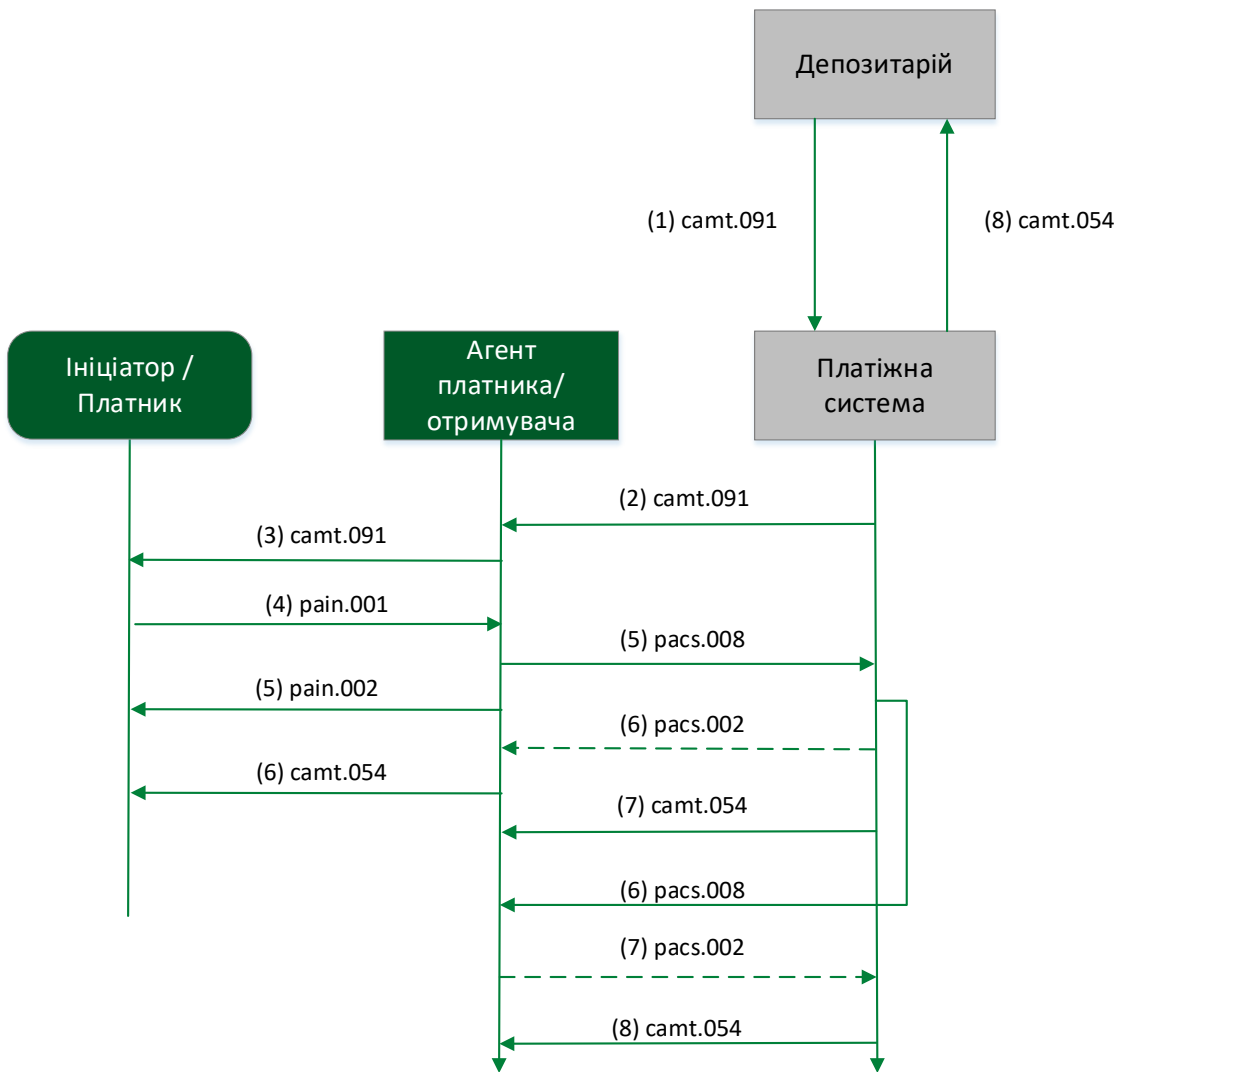 Депозитарій
(1) camt.091
(8) camt.054
Ініціатор /
Платник
Агент
платника/
отримувача
Платіжна
система
(2) camt.091
(3) camt.091
(4) pain.001
(5) pacs.008
(5) pain.002
(6) pacs.002
(6) camt.054
(7) camt.054
(6) pacs.008
(7) pacs.002
(8) camt.054